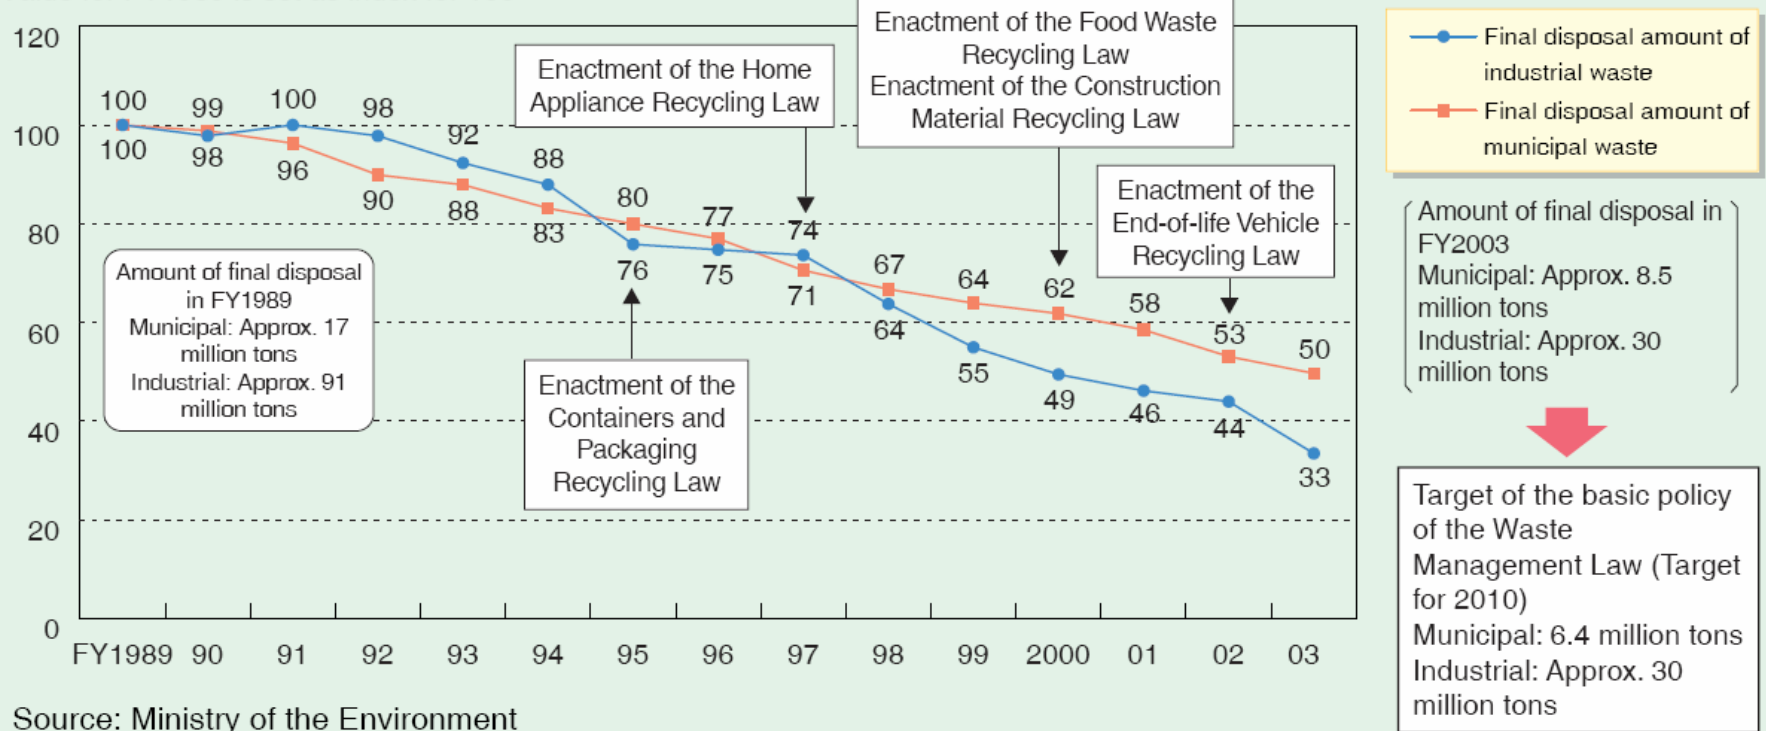 120
100
80
60
40
20
0
100
99
100
98
92
88
80
77
74
67
64
62
58
53
50
100
98
96
90
88
83
76
75
71
64
55
49
46
44
33
Enactment of the Home
Appliance Recycling Law
Enactment of the Food Waste
Recycling Law
Enactment of the Construction
Material Recycling Law
Enactment of the
End-of-life Vehicle
Recycling Law
Amount of final disposal
in FY1989
Municipal: Approx. 17
million tons
Industrial: Approx. 91
million tons
Enactment of the
Containers and
Packaging
Recycling Law
FY1989 90 91 92 93 94 95 96 97 98 99 2000 01 02 03
Source: Ministry of the Environment
Final disposal amount of
industrial waste
Final disposal amount of
municipal waste
Amount of final disposal in
FY2003
Municipal: Approx. 8.5
million tons
Industrial: Approx. 30
million tons
Target of the basic policy
of the Waste
Management Law (Target
for 2010)
Municipal: 6.4 million tons
Industrial: Approx. 30
million tons